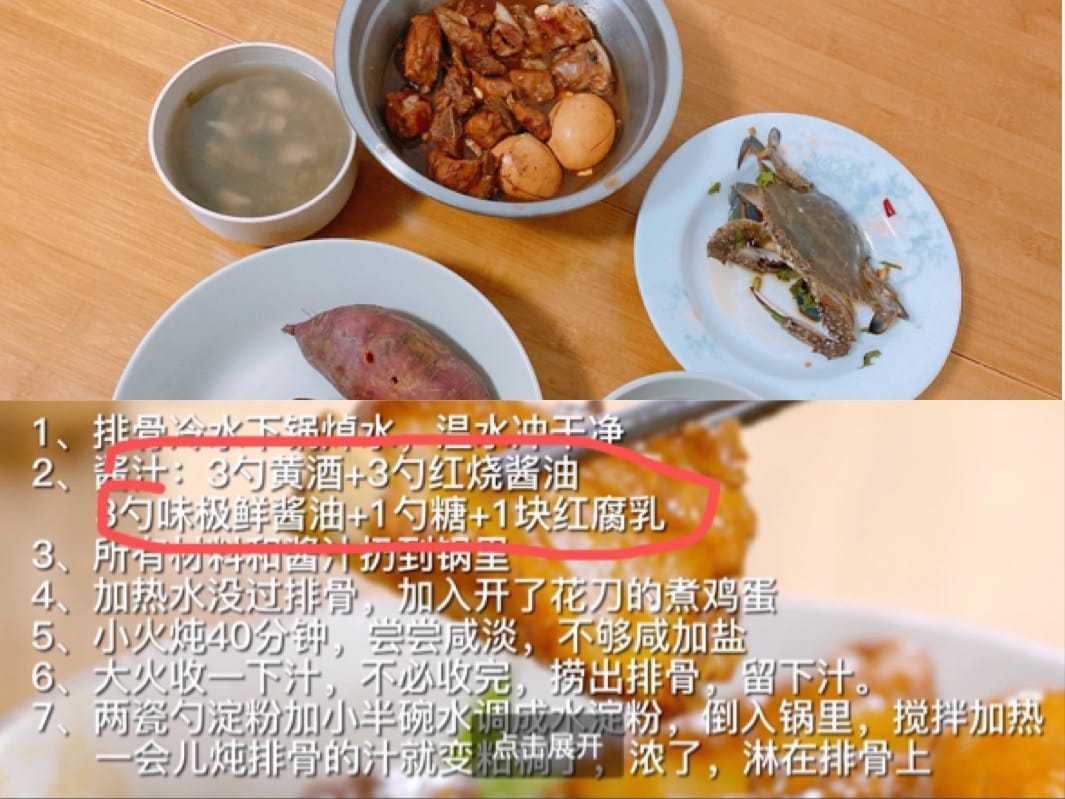 1、排骨冷水下锅焯水，温水冲干净
2、酱汁：3勺黄酒+3勺红烧酱油
3勺味极鲜酱油+1勺糖+1块红腐乳
3、所有材料和酱汁扔到锅里
4、加热水没过排骨，加入开了花刀的煮鸡蛋
5、小火炖40分钟，尝尝咸淡，不够咸加盐
6、大火收一下汁，不必收完，捞出排骨，留下汁。
7、两瓷勺淀粉加小半碗水调成水淀粉，倒入锅里，搅拌加热
点击展开
一会儿炖排骨的汁就变粘稠了，浓了，淋在排骨上